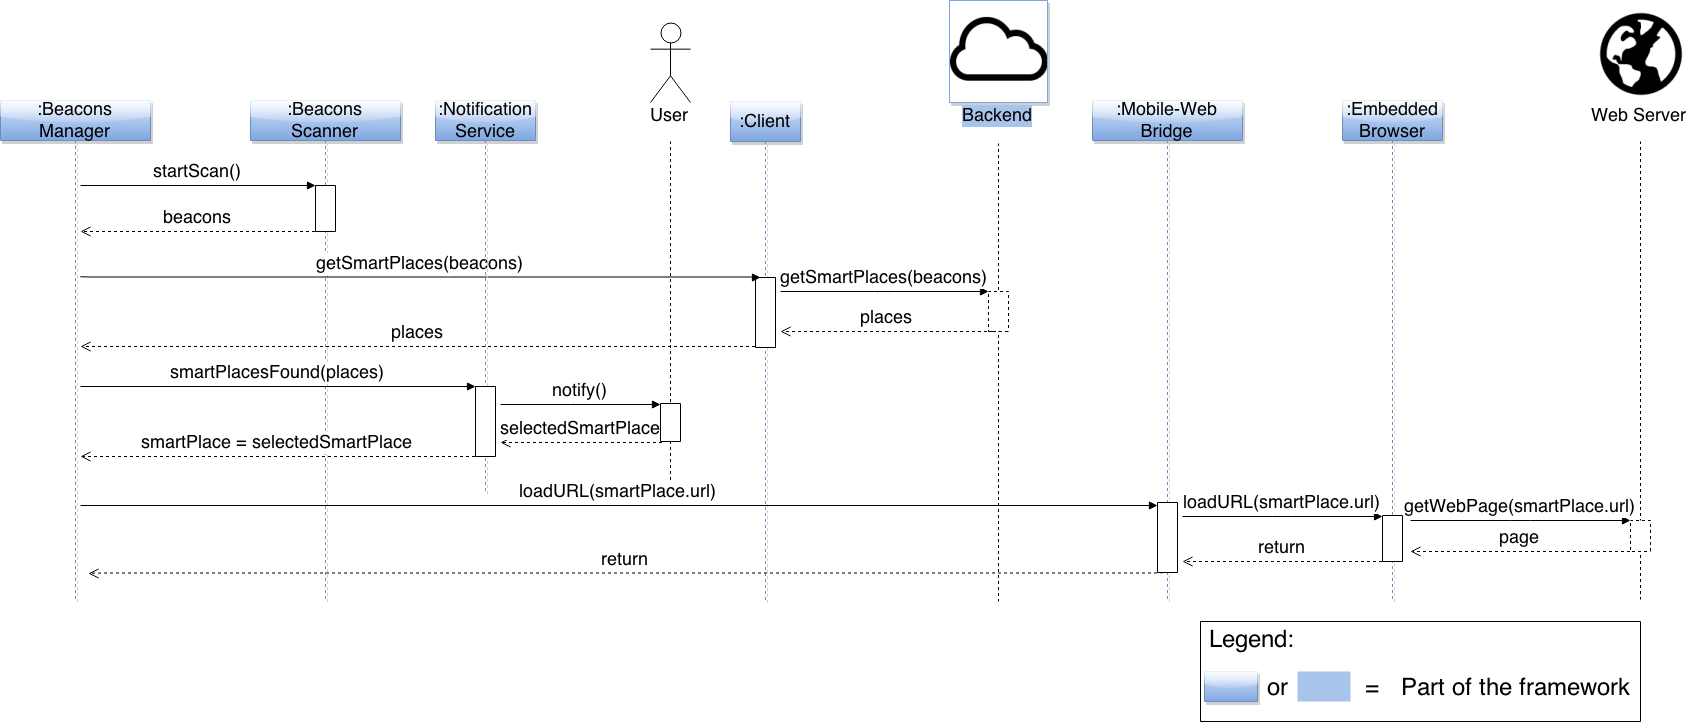 :Beacons
Manager
:Beacons
Scanner
:Notification
Service
User
:Client
Backend
:Mobile-Web
Bridge
:Embedded
Browser
Web Server
startScan()
beacons
getSmartPlaces(beacons)
getSmartPlaces(beacons)
places
places
smartPlacesFound(places)
notify()
selectedSmartPlace
smartPlace = selectedSmartPlace
loadURL(smartPlace.url)
loadURL(smartPlace.url)
getWebPage(smartPlace.url)
page
return
return
Legend:
or = Part of the framework